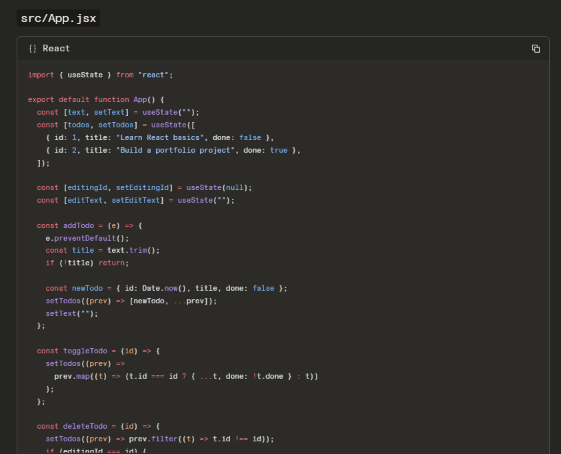 src/App.jsx
{} React
import { useState } from "react";
export default function App() {
const [text, setText] = useState("");
const [todos, setTodos] = useState([
{ id: 1, title: "Learn React basics", done: false },
{ id: 2, title: "Build a portfolio project", done: true },
]);
const [editingId, setEditingId] = useState(null);
const [editText, setEditText] = useState("");
const addTodo = (e) => {
e.preventDefault();
const title = text.trim();
if (!title) return;
const newTodo = { id: Date.now(), title, done: false };
setTodos((prev) => [newTodo, ...prev]);
setText("");
};
const toggleTodo = (id) => {
setTodos((prev) =>
prev.map((t) => (t.id === id ? { ...t, done: !t.done } : t))
);
};
const deleteTodo = (id) => {
setTodos((prev) => prev.filter((t) => t.id !== id));
if (editingId === id) {